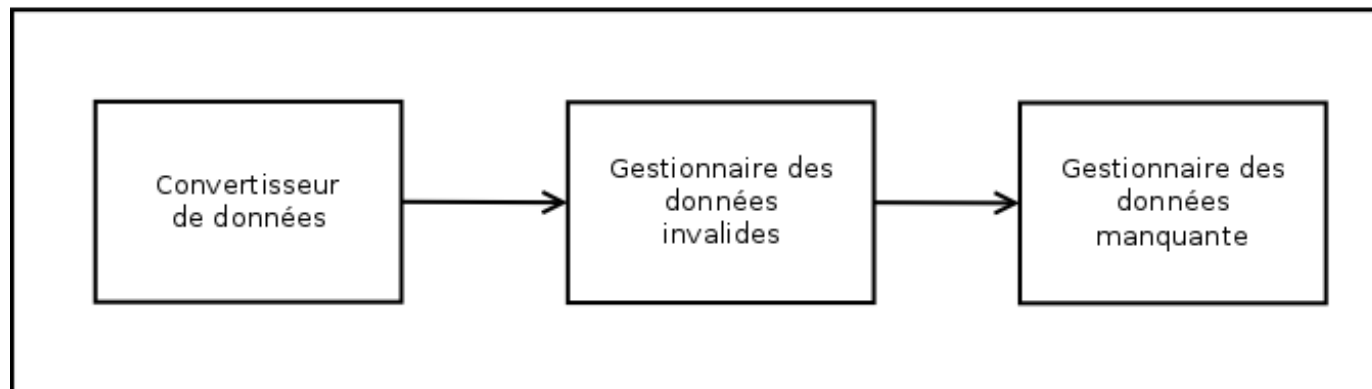 Convertisseur
de données
Gestionnaire des
données
invalides
Gestionnaire des
données
manquante